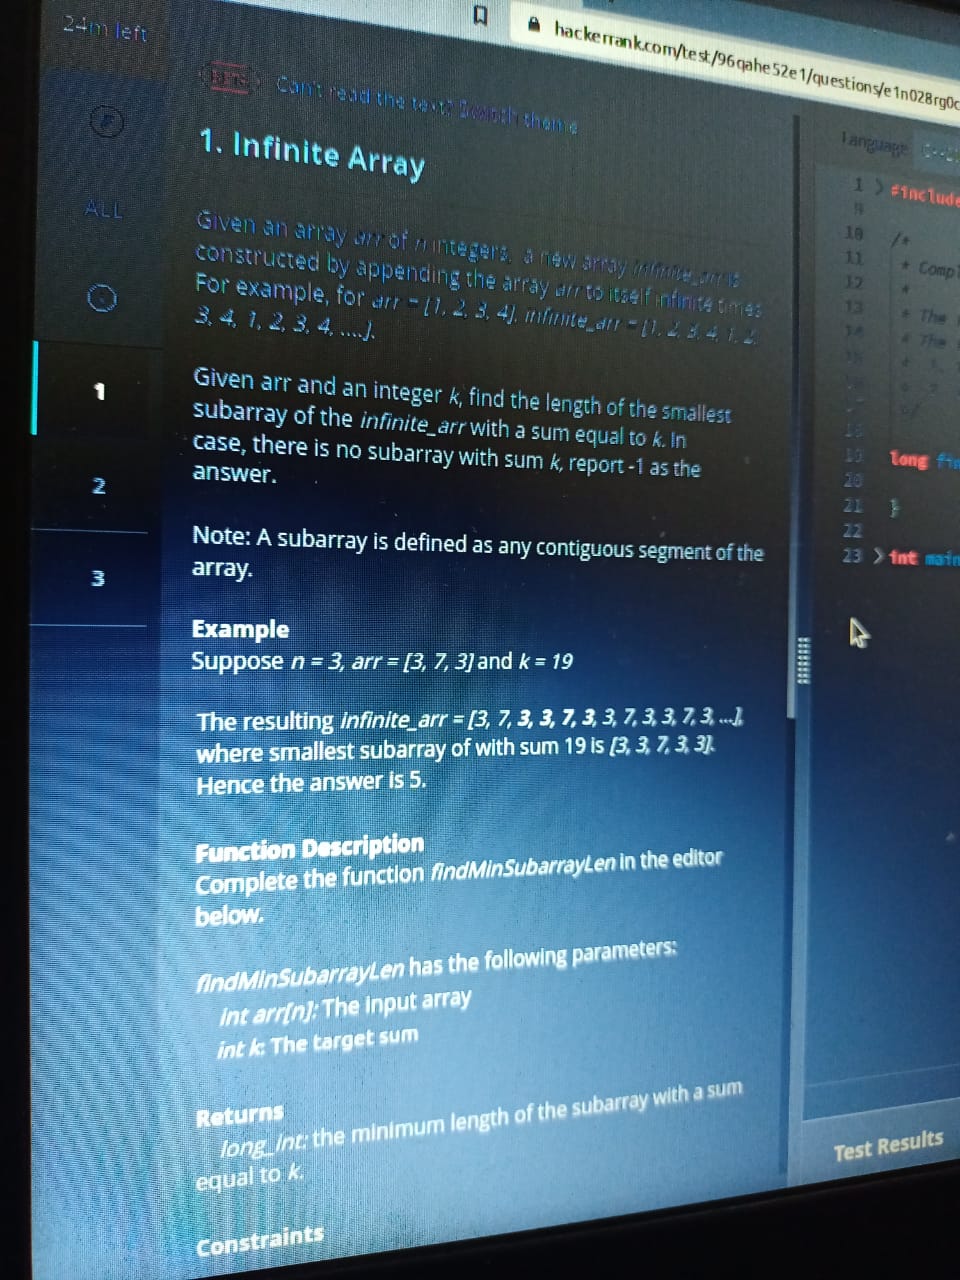 24m left
hackerrank.com/test/96qahe52e1/questions/e1n028rg0c
Can't read the text? Switch theme
1. Infinite Array
Language
ALL
Given an array arr of n integers, a new array infinite_arr is
constructed by appending the array arr to itself infinite times
For example, for arr = [1, 2, 3, 4], infinite_arr = [1, 2, 3, 4, 1, 2,
3, 4, 1, 2, 3, 4, ....].
1
2
3
Given arr and an integer k, find the length of the smallest
subarray of the infinite_arr with a sum equal to k. In
case, there is no subarray with sum k, report -1 as the
answer.
Note: A subarray is defined as any contiguous segment of the
array.
Example
Suppose n = 3, arr = [3, 7, 3] and k = 19
The resulting infinite_arr = [3, 7, 3, 3, 7, 3, 3, 7, 3, 3, 7, 3, ...],
where smallest subarray of with sum 19 is [3, 3, 7, 3, 3].
Hence the answer is 5.
Function Description
Complete the function findMinSubarrayLen in the editor
below.
findMinSubarrayLen has the following parameters:
int arr[n]: The input array
int k: The target sum
Returns
long_int: the minimum length of the subarray with a sum
equal to k.
Constraints
1 > #include
10 /*
11 * Compl
12 *
13 * The
14 * The
19 long fin
20
21 }
22
23 > int main
Test Results